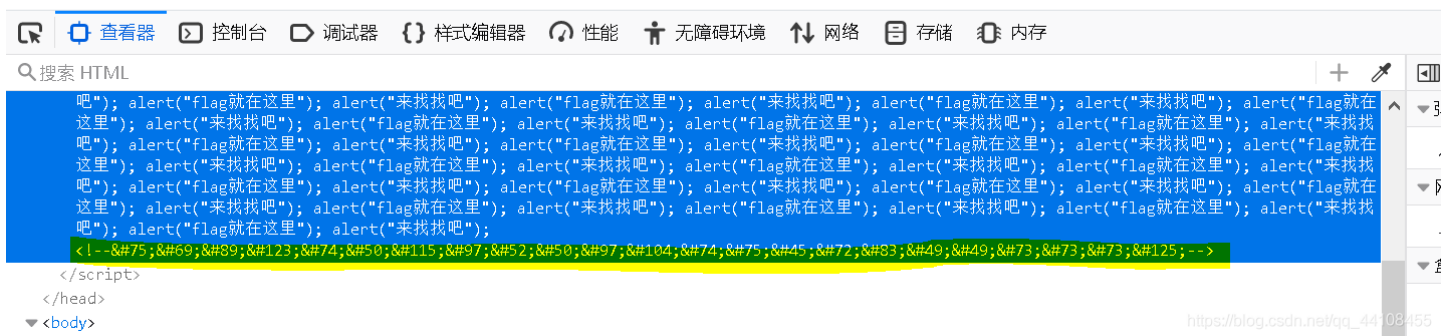 查看器 控制台 调试器 {} 样式编辑器 性能 无障碍环境 网络 存储 内存
搜索 HTML
吧"); alert("flag就在这里"); alert("来找找吧"); alert("flag就在这里"); alert("来找找吧"); alert("flag就在这里"); alert("来找找吧"); alert("flag就在
这里"); alert("来找找吧"); alert("flag就在这里"); alert("来找找吧"); alert("flag就在这里"); alert("来找找吧"); alert("flag就在这里"); alert("来找找
吧"); alert("flag就在这里"); alert("来找找吧"); alert("flag就在这里"); alert("来找找吧"); alert("flag就在这里"); alert("来找找吧"); alert("flag就在
这里"); alert("来找找吧"); alert("flag就在这里"); alert("来找找吧"); alert("flag就在这里"); alert("来找找吧"); alert("flag就在这里"); alert("来找找
吧"); alert("flag就在这里"); alert("来找找吧"); alert("flag就在这里"); alert("来找找吧"); alert("flag就在这里"); alert("来找找吧"); alert("flag就在
这里"); alert("来找找吧"); alert("flag就在这里"); alert("来找找吧"); alert("flag就在这里"); alert("来找找吧"); alert("flag就在这里"); alert("来找找
吧"); alert("flag就在这里"); alert("来找找吧");
<!--&#75;&#69;&#89;&#123;&#74;&#50;&#115;&#97;&#52;&#50;&#97;&#104;&#74;&#75;&#45;&#72;&#83;&#49;&#49;&#73;&#73;&#73;&#125;-->
</script>
</head>
<body>
https://blog.csdn.net/qq_44108455